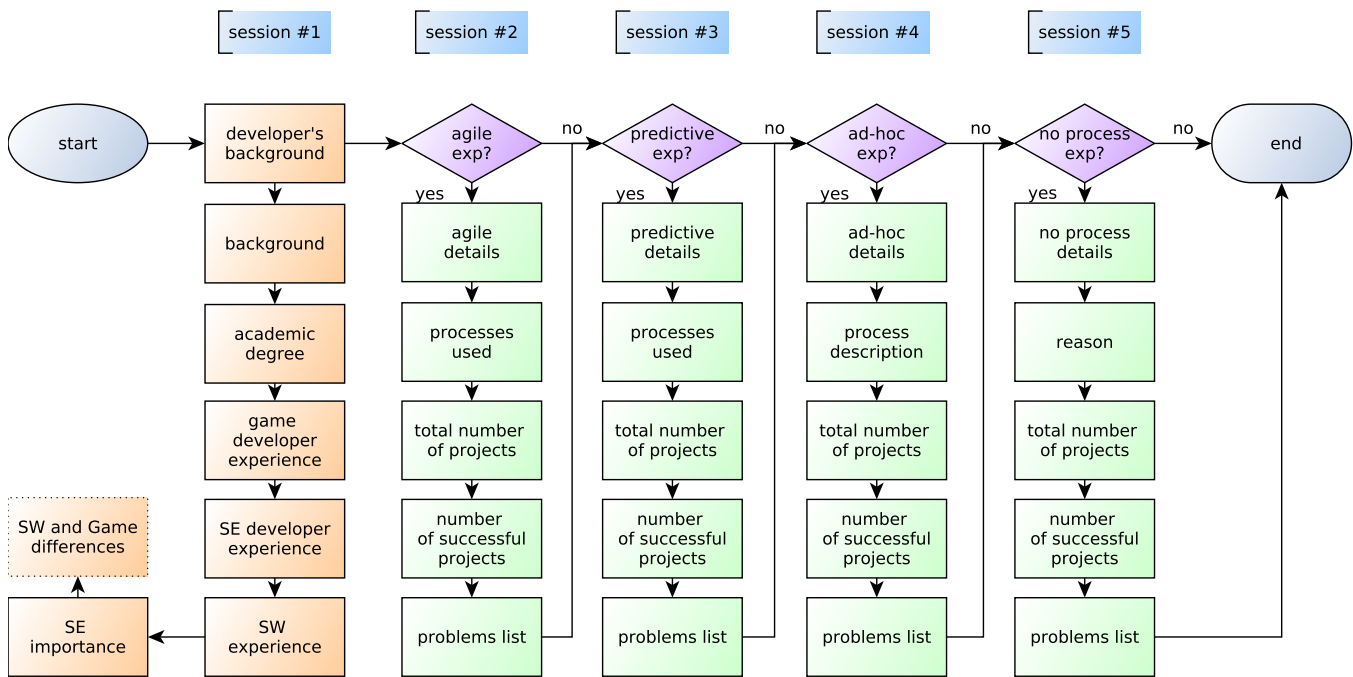 session #1
session #2
session #3
session #4
session #5
start
developer's
background
agile
exp?
no
predictive
exp?
no
ad-hoc
exp?
no
no process
exp?
no
end
yes
yes
yes
yes
background
agile
details
predictive
details
ad-hoc
details
no process
details
academic
degree
processes
used
processes
used
process
description
reason
game
developer
experience
total number
of projects
total number
of projects
total number
of projects
total number
of projects
SW and Game
differences
SE developer
experience
number
of successful
projects
number
of successful
projects
number
of successful
projects
number
of successful
projects
SE
importance
SW
experience
problems list
problems list
problems list
problems list